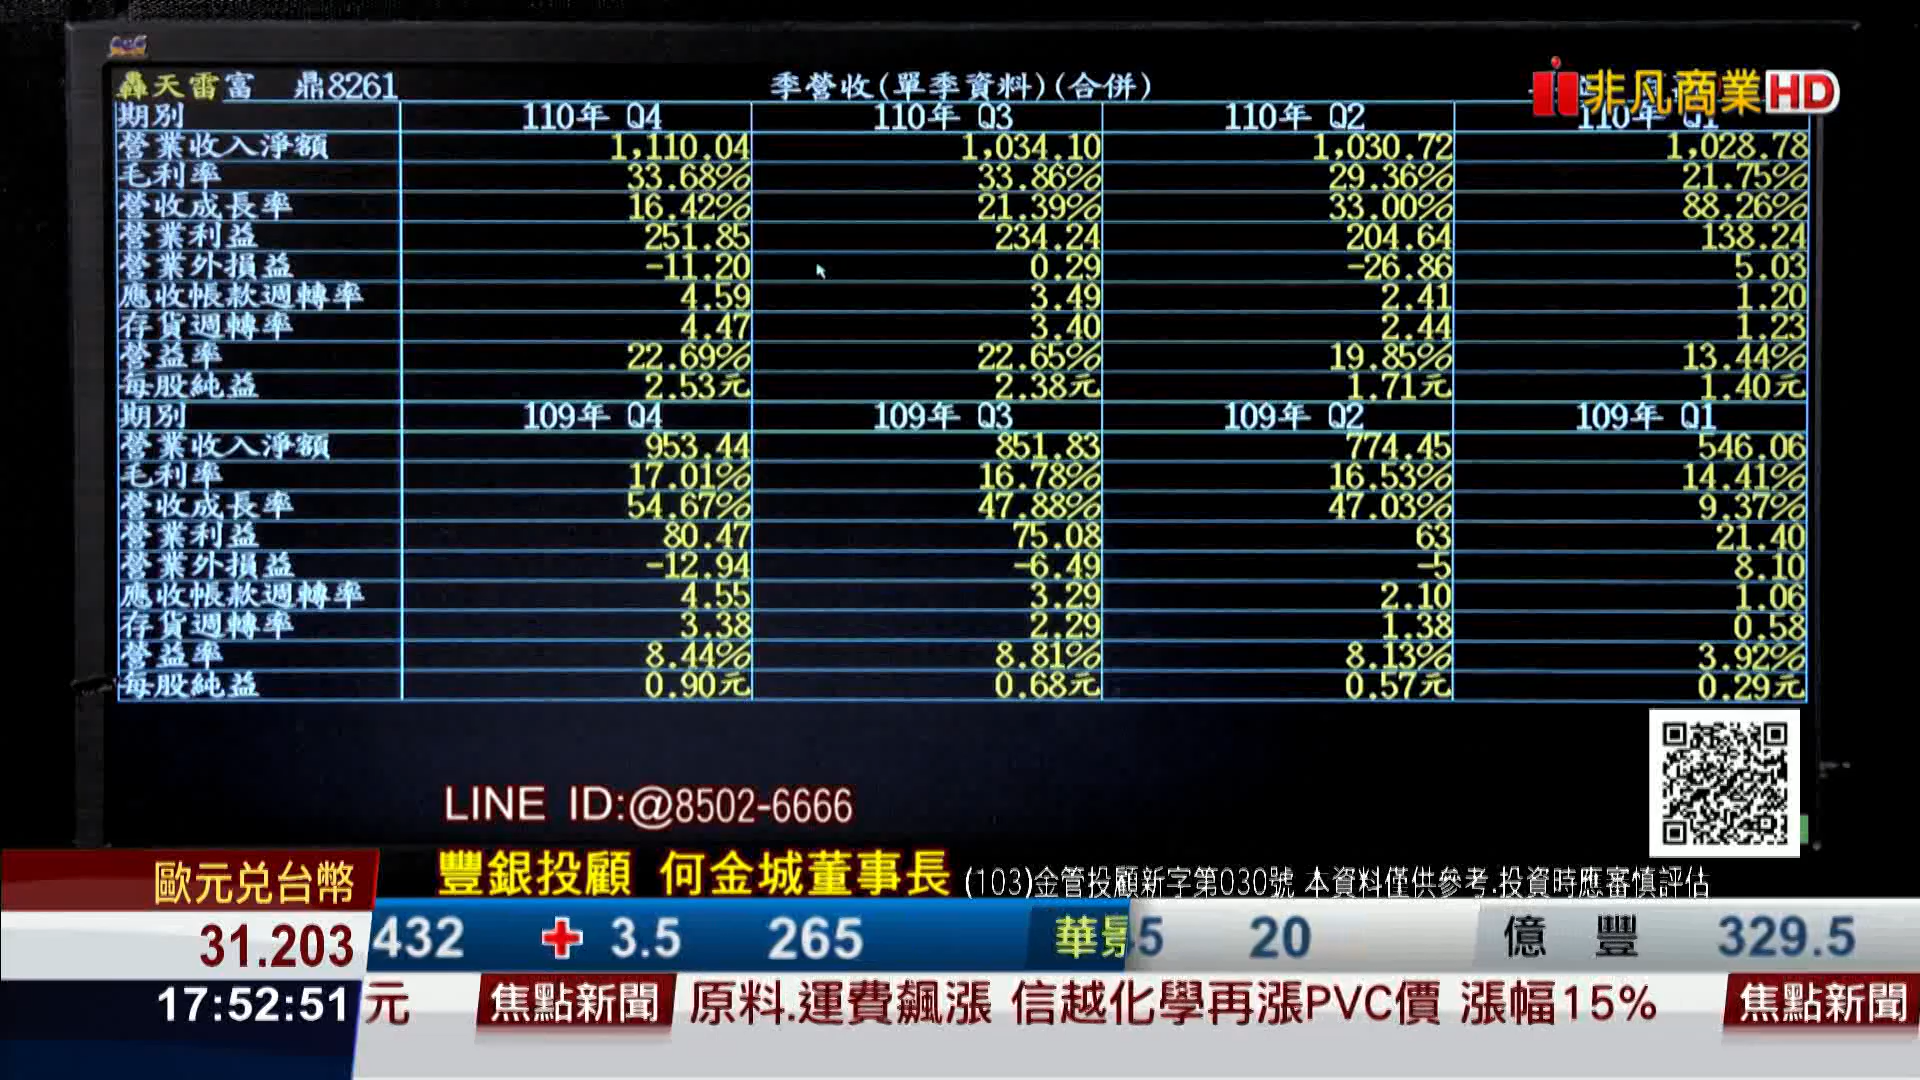 轟天雷富 鼎8261 季營收(單季資料)(合併)
非凡商業HD
期別 110年 Q4 110年 Q3 110年 Q2 110年 Q1
營業收入淨額 1,110.04 1,034.10 1,030.72 1,028.78
毛利率 33.68% 33.86% 29.36% 21.75%
營收成長率 16.42% 21.39% 33.00% 88.26%
營業利益 251.85 234.24 204.64 138.24
營業外損益 -11.20 0.29 -26.86 5.03
應收帳款週轉率 4.59 3.49 2.41 1.20
存貨週轉率 4.47 3.40 2.44 1.23
營益率 22.69% 22.65% 19.85% 13.44%
每股純益 2.53元 2.38元 1.71元 1.40元
期別 109年 Q4 109年 Q3 109年 Q2 109年 Q1
營業收入淨額 953.44 851.83 774.45 546.06
毛利率 17.01% 16.78% 16.53% 14.41%
營收成長率 54.67% 47.88% 47.03% 9.37%
營業利益 80.47 75.08 63 21.40
營業外損益 -12.94 -6.49 -5 8.10
應收帳款週轉率 4.55 3.29 2.10 1.06
存貨週轉率 3.38 2.29 1.38 0.58
營益率 8.44% 8.81% 8.13% 3.92%
每股純益 0.90元 0.68元 0.57元 0.29元
LINE ID:@8502-6666
豐銀投顧 何金城董事長 (103)金管投顧新字第030號 本資料僅供參考.投資時應審慎評估
歐元兌台幣
31.203 432 + 3.5 265 華 5 20 億 豐 329.5
17:52:51 元 焦點新聞 原料.運費飆漲 信越化學再漲PVC價 漲幅15% 焦點新聞